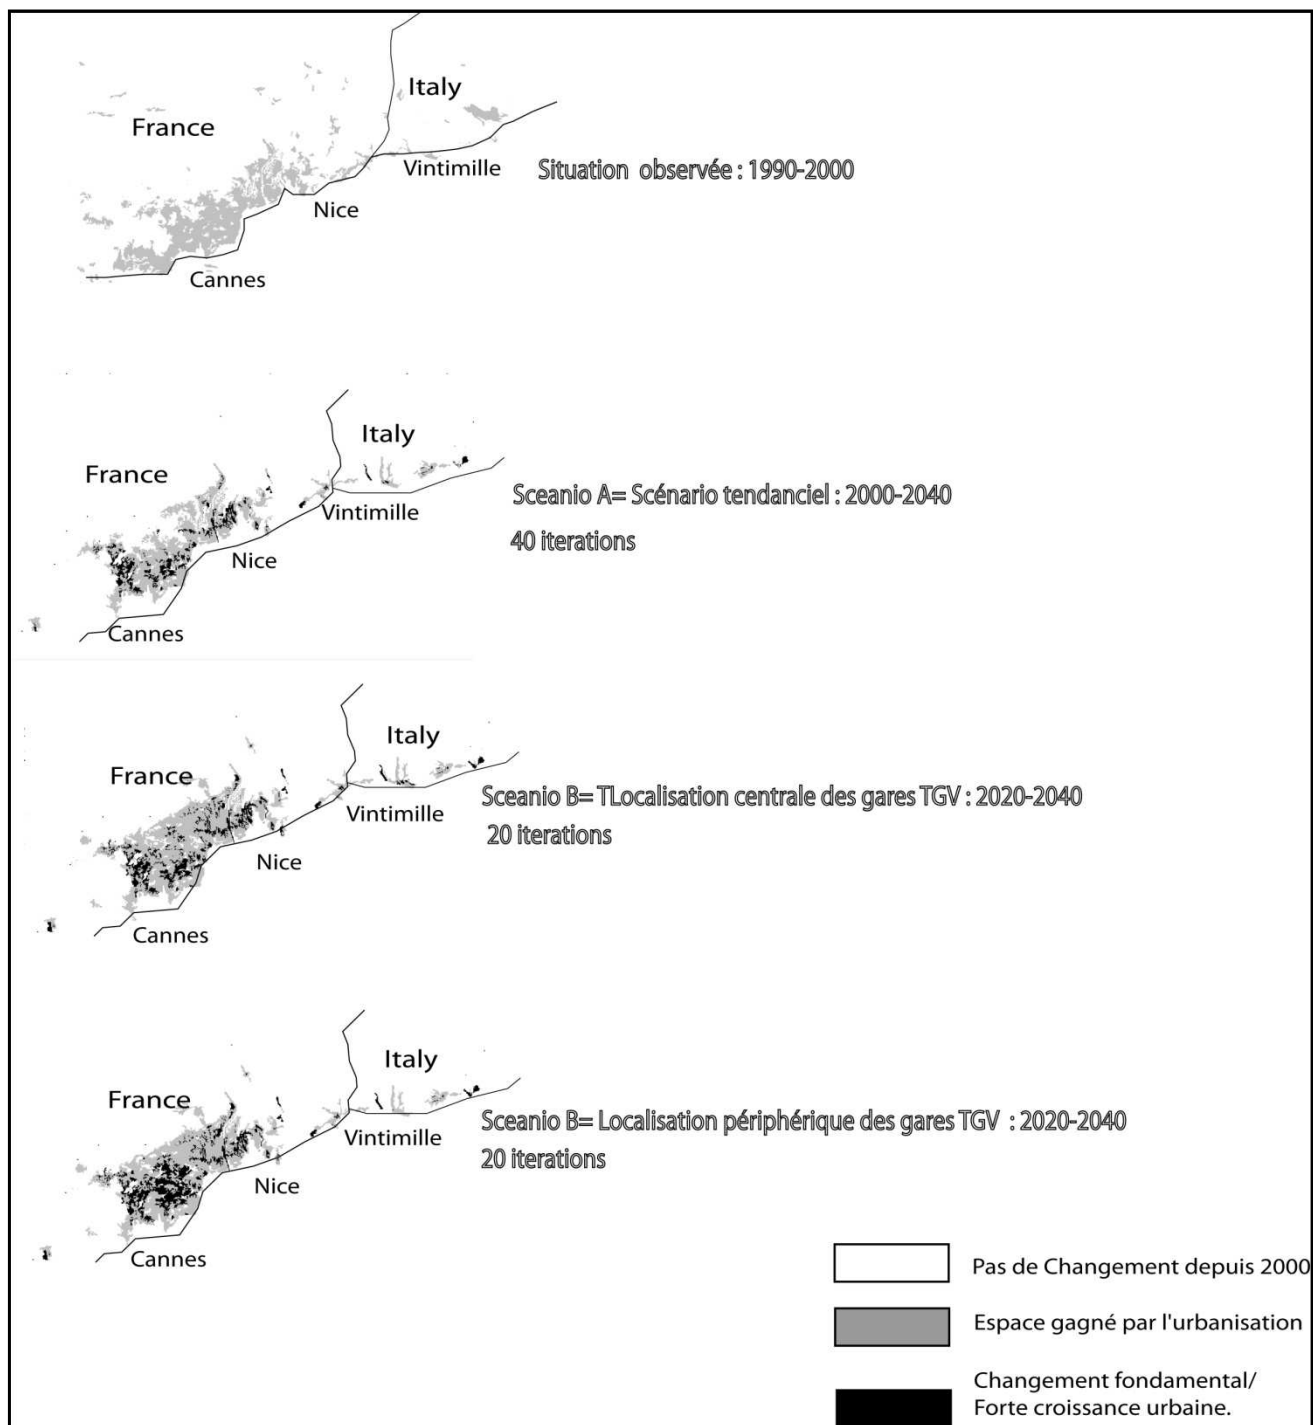 Italy
France
Vintimille
Situation observée : 1990-2000
Nice
Cannes
Italy
France
Sceanio A= Scénario tendanciel : 2000-2040
Vintimille
40 iterations
Nice
Cannes
Italy
France
Sceanio B= TLocalisation centrale des gares TGV : 2020-2040
Vintimille
20 iterations
Nice
Cannes
Italy
France
Sceanio B= Localisation périphérique des gares TGV : 2020-2040
Vintimille
20 iterations
Nice
Cannes
Pas de Changement depuis 2000
Espace gagné par l'urbanisation
Changement fondamental/
Forte croissance urbaine.